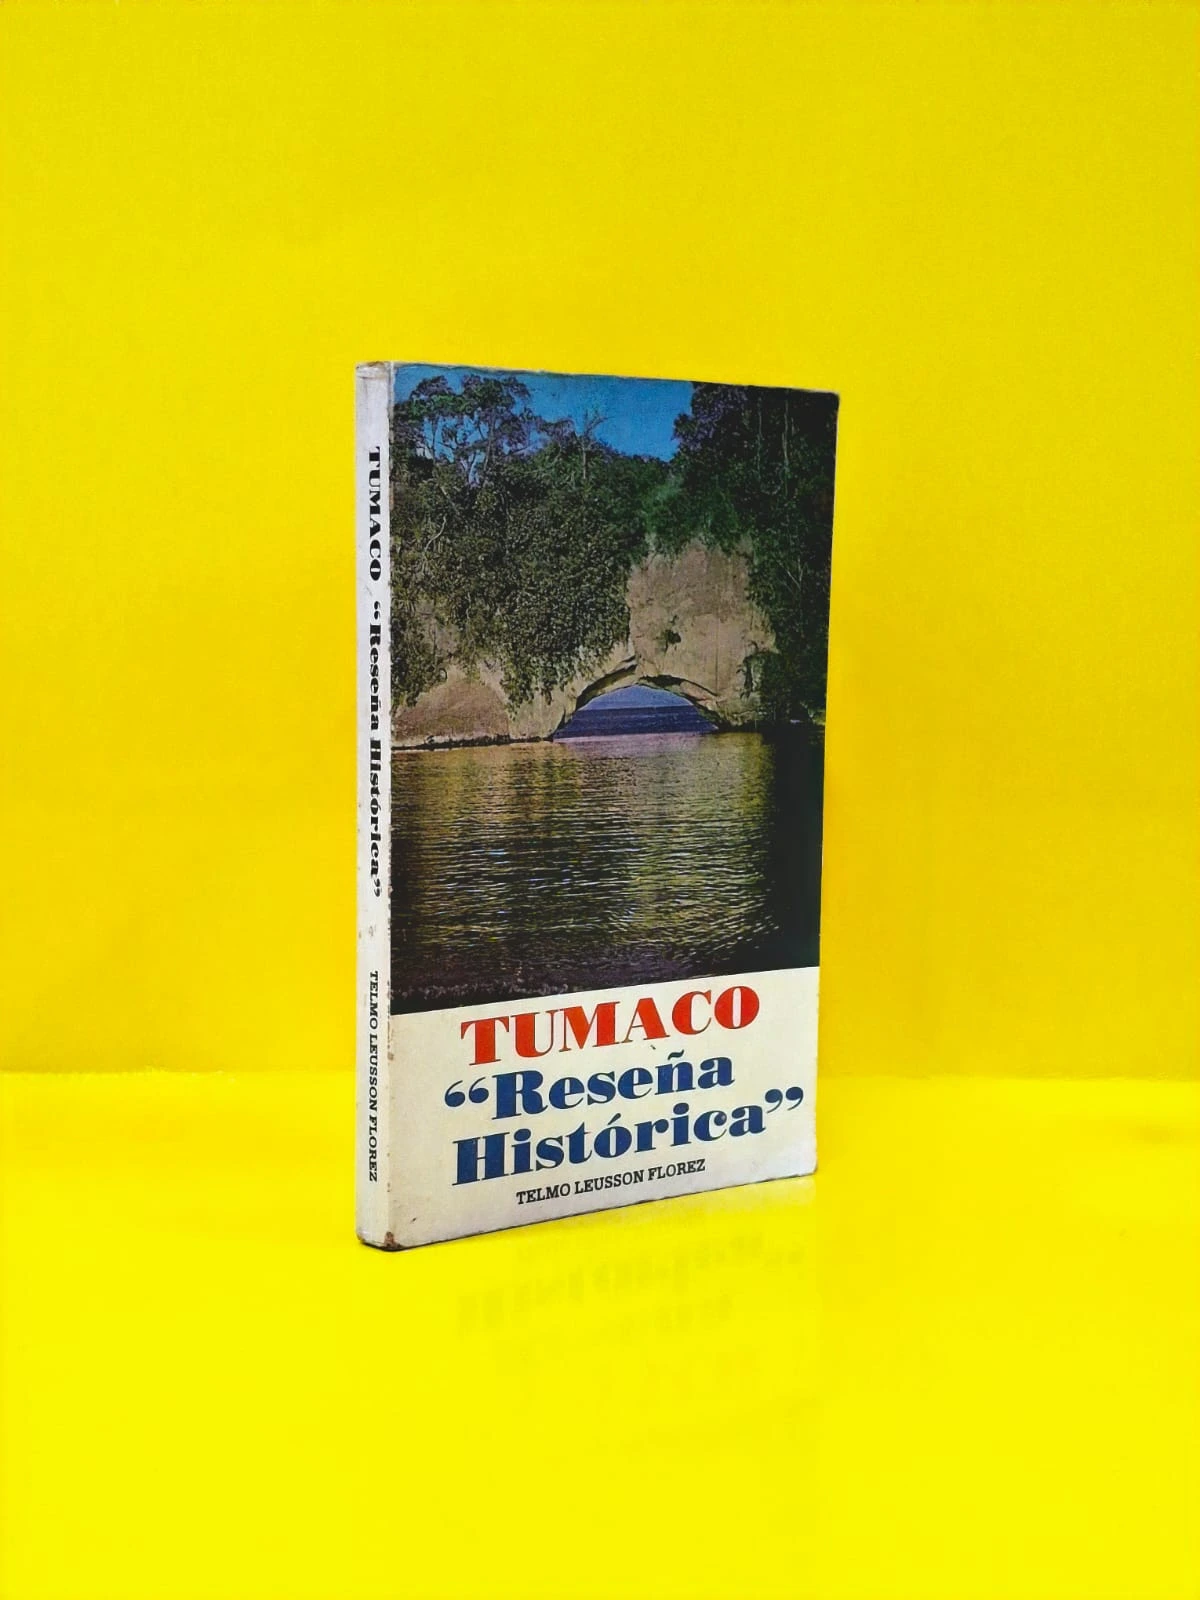 TUMACO “Reseña Histórica” TELMO LEUSSON FLOREZ
TUMACO
“Reseña
Histórica”
TELMO LEUSSON FLOREZ